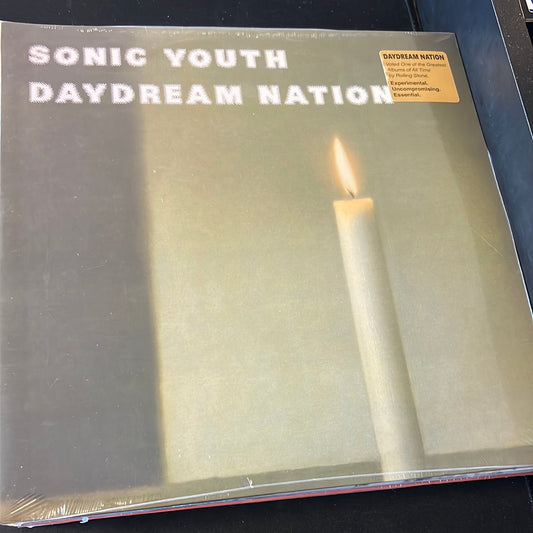 SONIC YOUTH
DAYDREAM NATION
DAYDREAM NATION
Voted One of the Greatest
Albums of All Time
by Rolling Stone.
Experimental.
Uncompromising.
Essential.